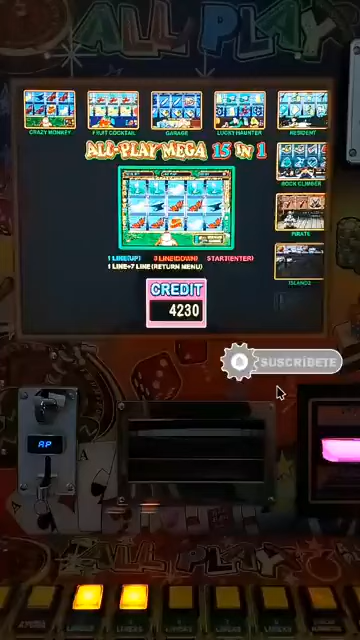 ALL PLAY
CRAZY MONKEY
FRUIT COCKTAIL
GARAGE
LUCKY HAUNTER
RESIDENT
ALL-PLAY MEGA 15 IN 1
ROCK CLIMBER
PIRATE
ISLAND2
1 LINE(UP) 3 LINE(DOWN) START(ENTER)
1 LINE+7 LINE(RETURN MENU)
CREDIT
4230
SUSCRÍBETE
AP
A
ALL PLAY